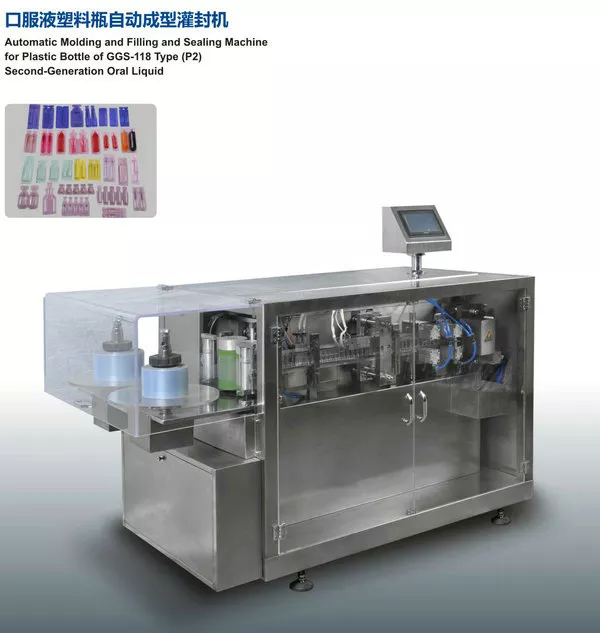 口服液塑料瓶自动成型灌封机
Automatic Molding and Filling and Sealing Machine
for Plastic Bottle of GGS-118 Type (P2)
Second-Generation Oral Liquid